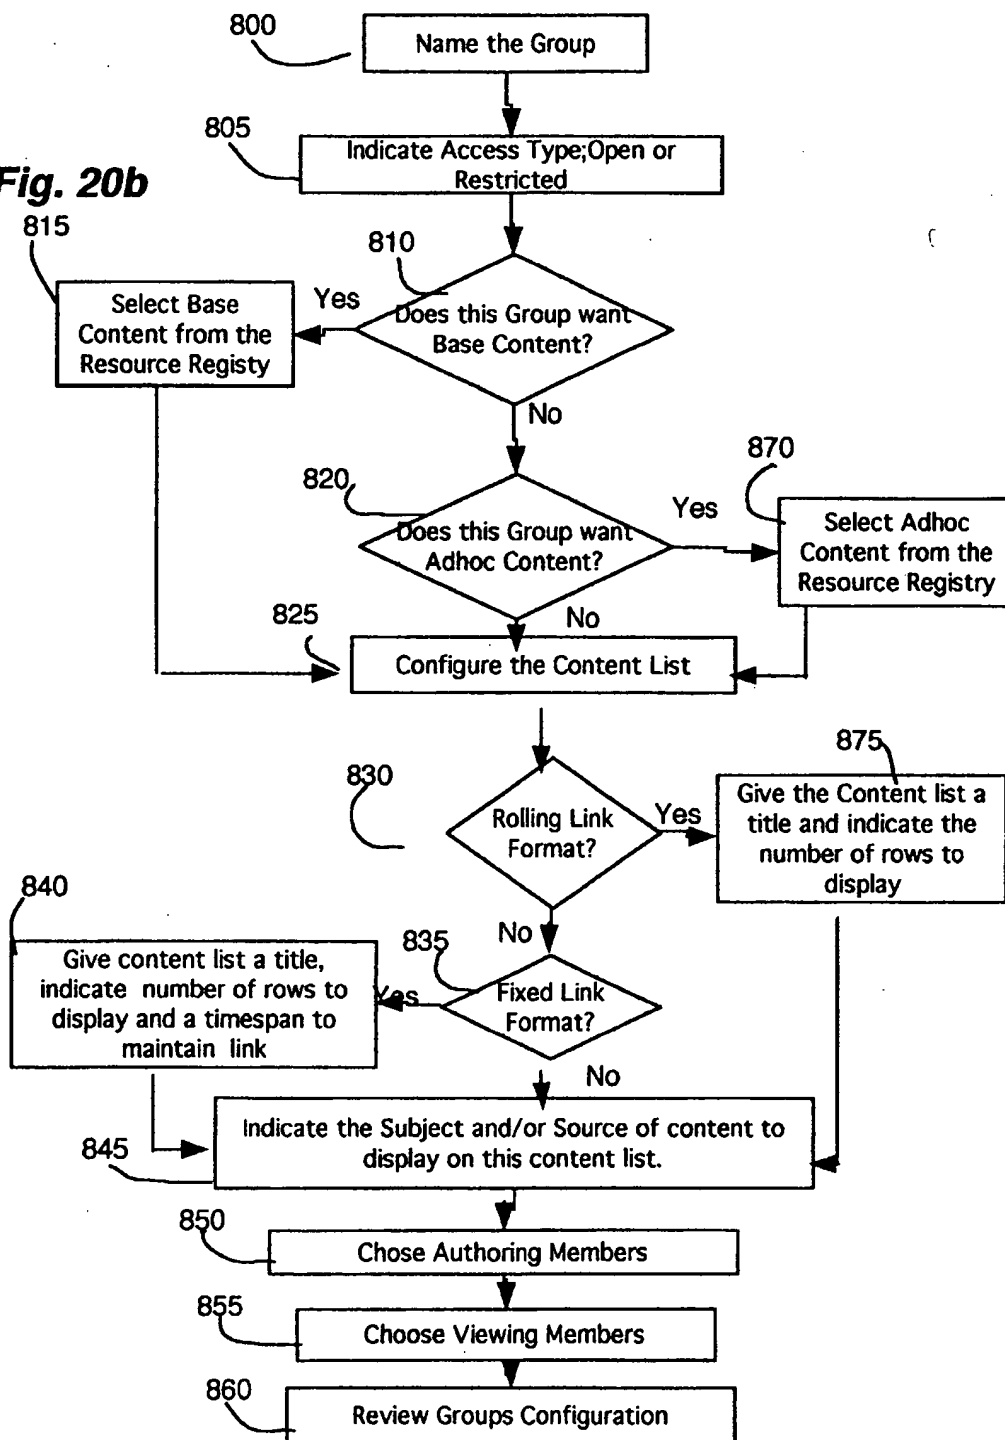 800
Name the Group
805
Indicate Access Type;Open or
Restricted
Fig. 20b
815
810
Select Base
Content from the
Resource Registy
Yes
Does this Group want
Base Content?
No
820
870
Does this Group want
Adhoc Content?
Yes
Select Adhoc
Content from the
Resource Registry
No
825
Configure the Content List
830
875
Rolling Link
Format?
Yes
Give the Content list a
title and indicate the
number of rows to
display
No
840
835
Give content list a title,
indicate number of rows to
display and a timespan to
maintain link
Yes
Fixed Link
Format?
No
845
Indicate the Subject and/or Source of content to
display on this content list.
850
Chose Authoring Members
855
Choose Viewing Members
860
Review Groups Configuration